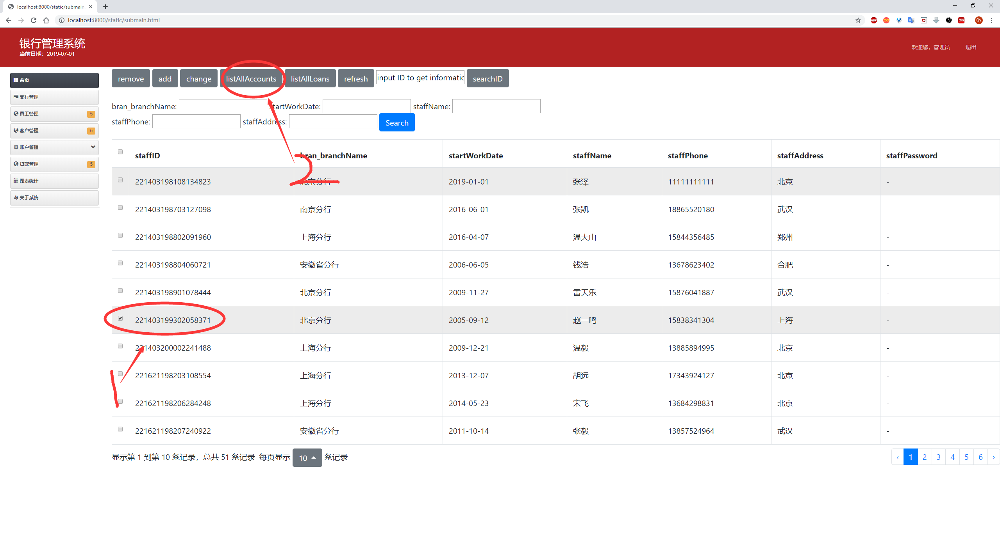 localhost:8000/static/submain
localhost:8000/static/submain.html
ABP
CORS
Qy
银行管理系统
当前日期：2019-07-01
欢迎您，管理员 退出
首页
支行管理
员工管理 5
客户管理 5
账户管理
贷款管理 5
图表统计
关于系统
remove add change listAllAccounts listAllLoans refresh input ID to get informatic searchID
bran_branchName: startWorkDate: staffName:
staffPhone: staffAddress: Search
staffID bran_branchName startWorkDate staffName staffPhone staffAddress staffPassword
221403198108134823 北京分行 2019-01-01 张泽 11111111111 北京 -
221403198703127098 南京分行 2016-06-01 张凯 18865520180 武汉 -
221403198802091960 上海分行 2016-04-07 温大山 15844356485 郑州 -
221403198804060721 安徽省分行 2006-06-05 钱浩 13678623402 合肥 -
221403198901078444 北京分行 2009-11-27 雷天乐 15876041887 武汉 -
221403199302058371 北京分行 2005-09-12 赵一鸣 15838341304 上海 -
221403200002241488 上海分行 2009-12-21 温毅 13885894995 北京 -
221621198203108554 上海分行 2013-12-07 胡远 17343924127 北京 -
221621198206284248 上海分行 2014-05-23 宋飞 13684298831 北京 -
221621198207240922 安徽省分行 2011-10-14 张毅 13857524964 武汉 -
1
2
显示第 1 到第 10 条记录，总共 51 条记录 每页显示 10 条记录
‹ 1 2 3 4 5 6 ›